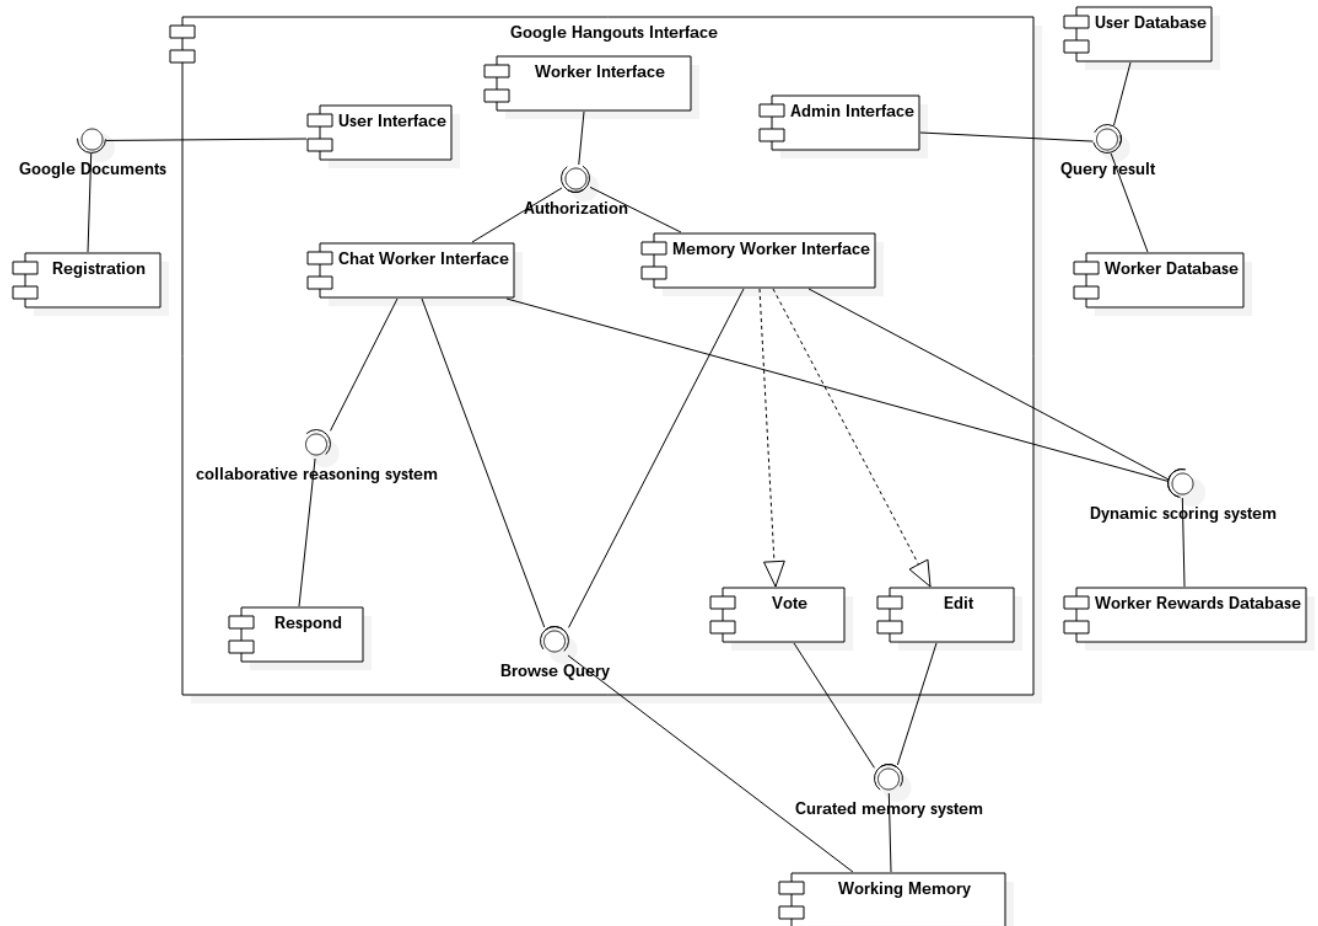 Google Hangouts Interface
User Database
Worker Interface
User Interface
Admin Interface
Google Documents
Query result
Authorization
Registration
Chat Worker Interface
Memory Worker Interface
Worker Database
collaborative reasoning system
Dynamic scoring system
Respond
Vote
Edit
Worker Rewards Database
Browse Query
Curated memory system
Working Memory